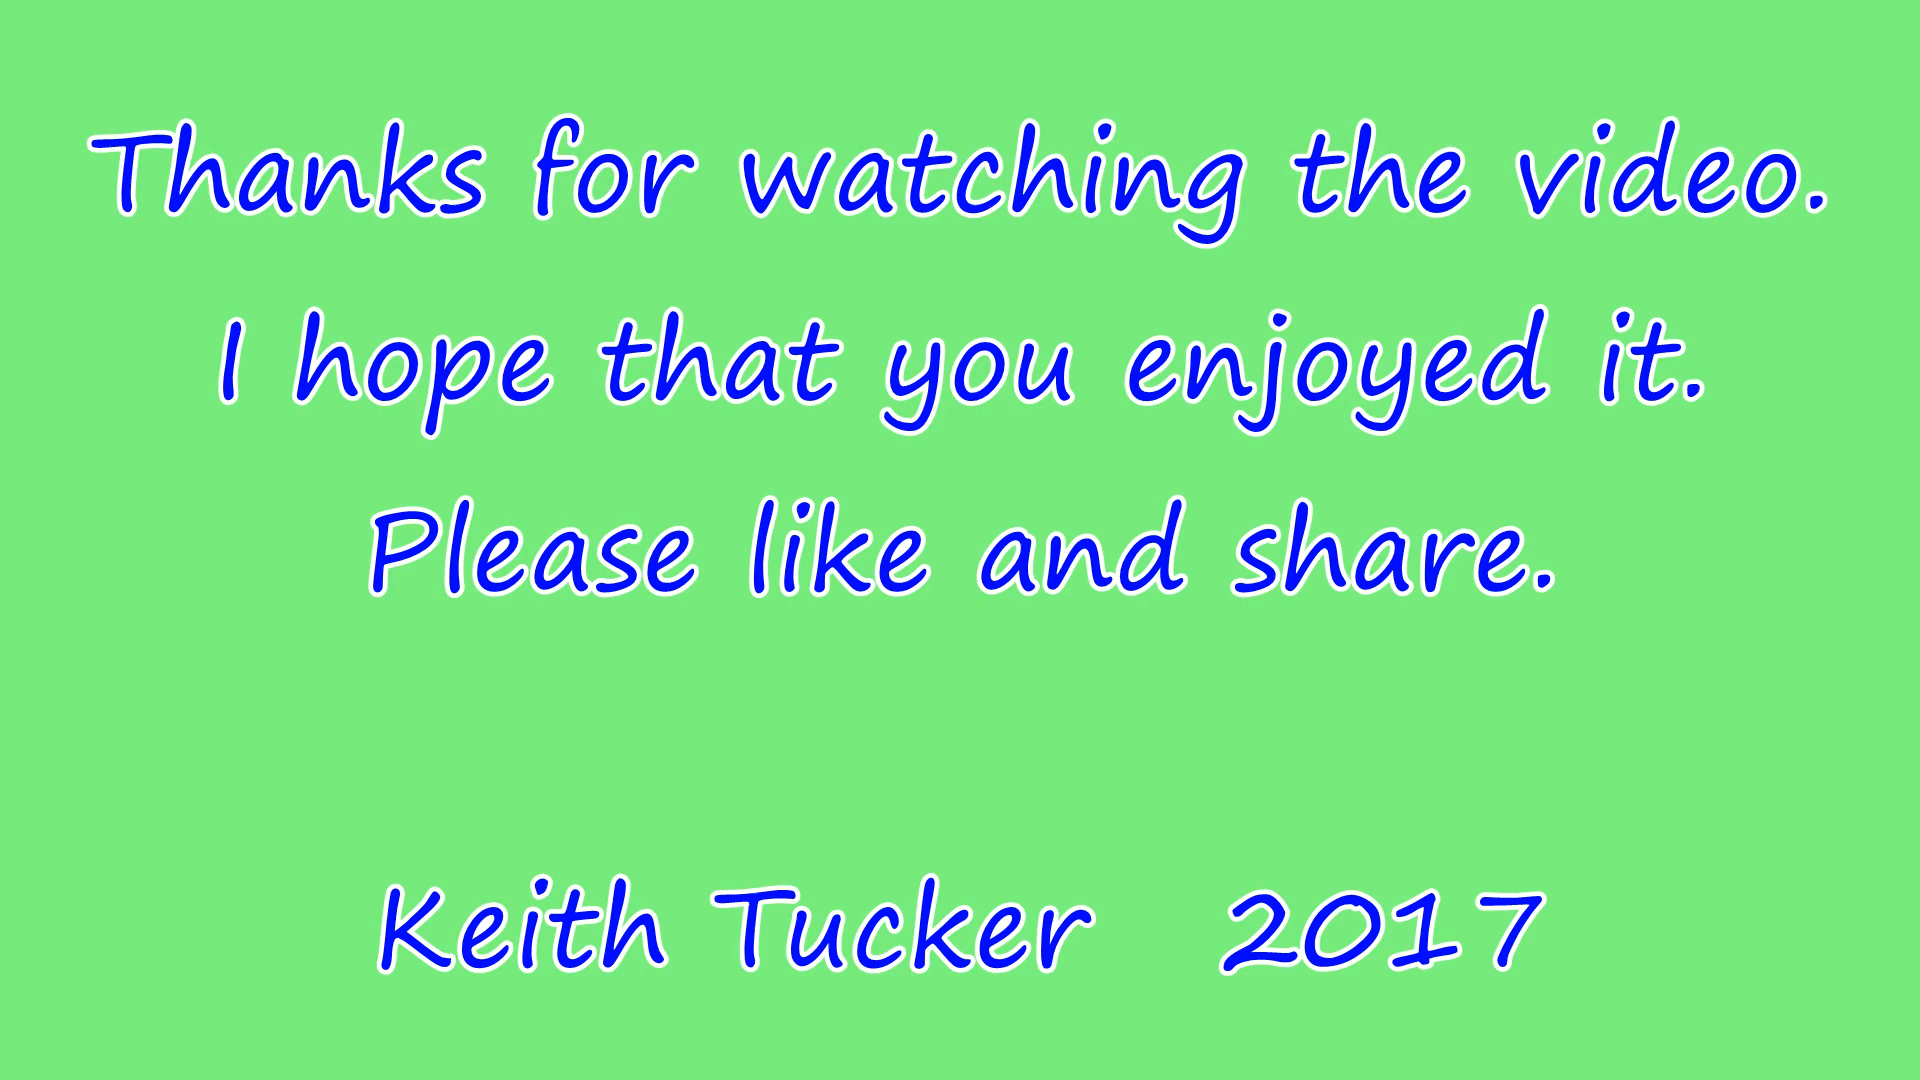 Thanks for watching the video.
I hope that you enjoyed it.
Please like and share.
Keith Tucker 2017